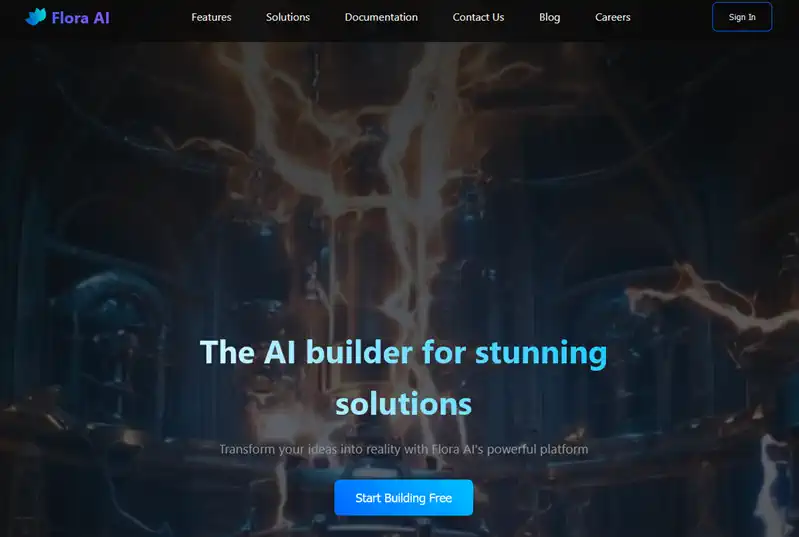 Flora AI
Features
Solutions
Documentation
Contact Us
Blog
Careers
Sign In
The AI builder for stunning
solutions
Transform your ideas into reality with Flora AI's powerful platform
Start Building Free